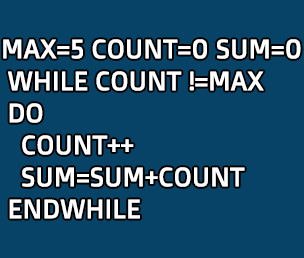 MAX=5 COUNT=0 SUM=0
WHILE COUNT !=MAX
DO
COUNT++
SUM=SUM+COUNT
ENDWHILE